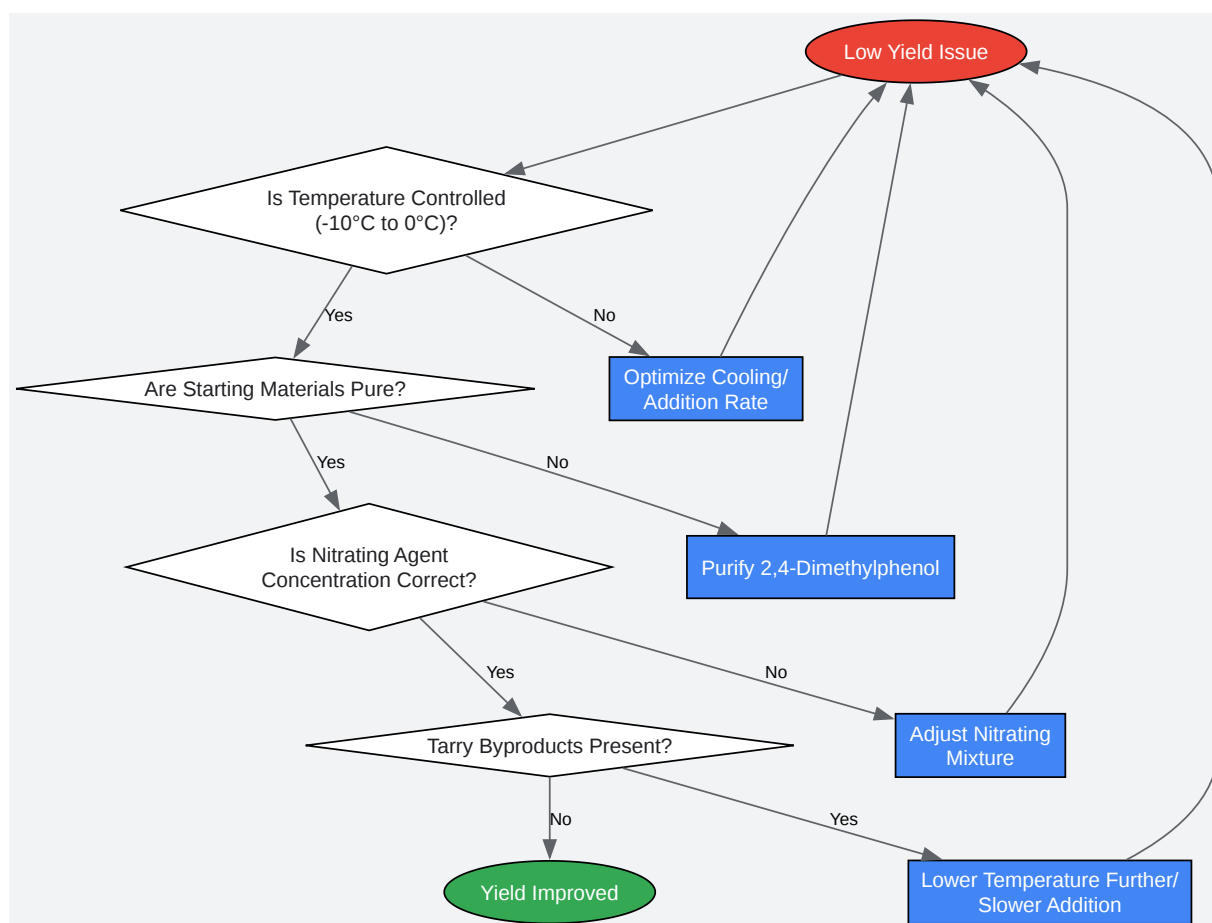 Low Yield Issue
Is Temperature Controlled
(-10°C to 0°C)?
Yes
No
Are Starting Materials Pure?
Optimize Cooling/
Addition Rate
Yes
No
Is Nitrating Agent
Concentration Correct?
Purify 2,4-Dimethylphenol
Yes
No
Tarry Byproducts Present?
Adjust Nitrating
Mixture
No
Yes
Yield Improved
Lower Temperature Further/
Slower Addition